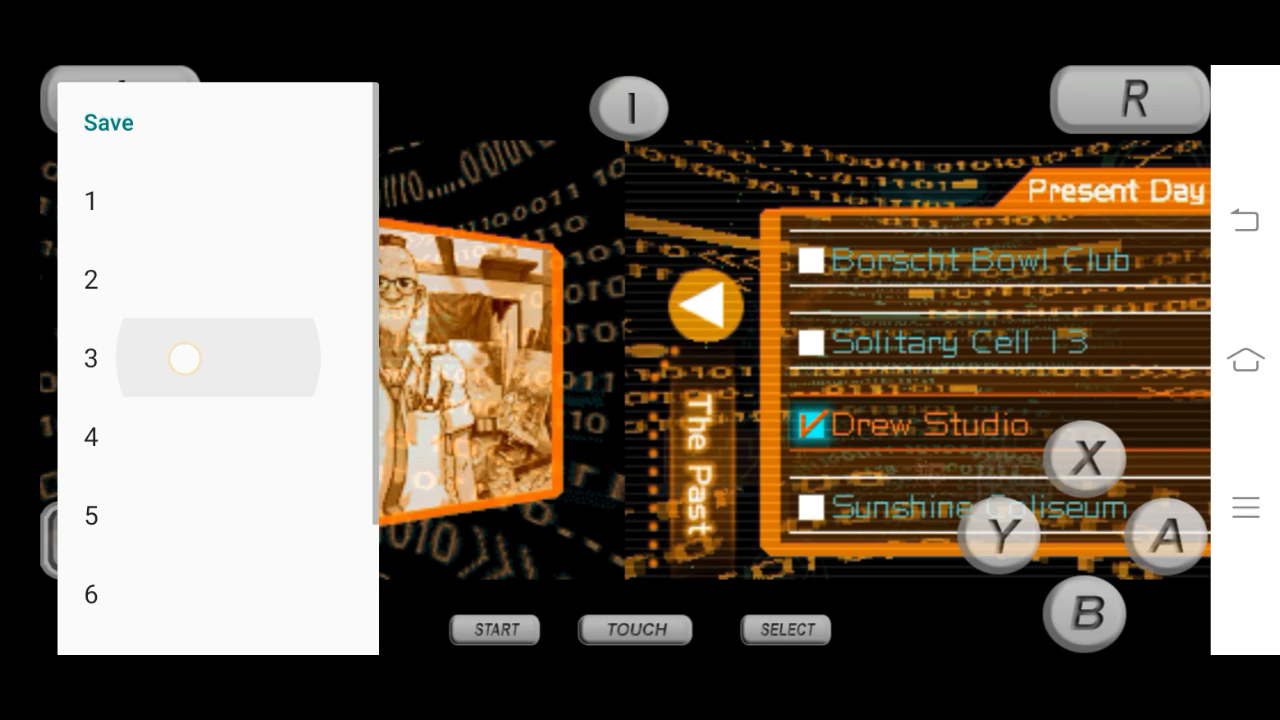 Save
1
2
3
4
5
6
R
Present Day
Borscht Bowl Club
Solitary Cell 13
Drew Studio
Sunshine Coliseum
The Past
X
Y
A
B
START
TOUCH
SELECT